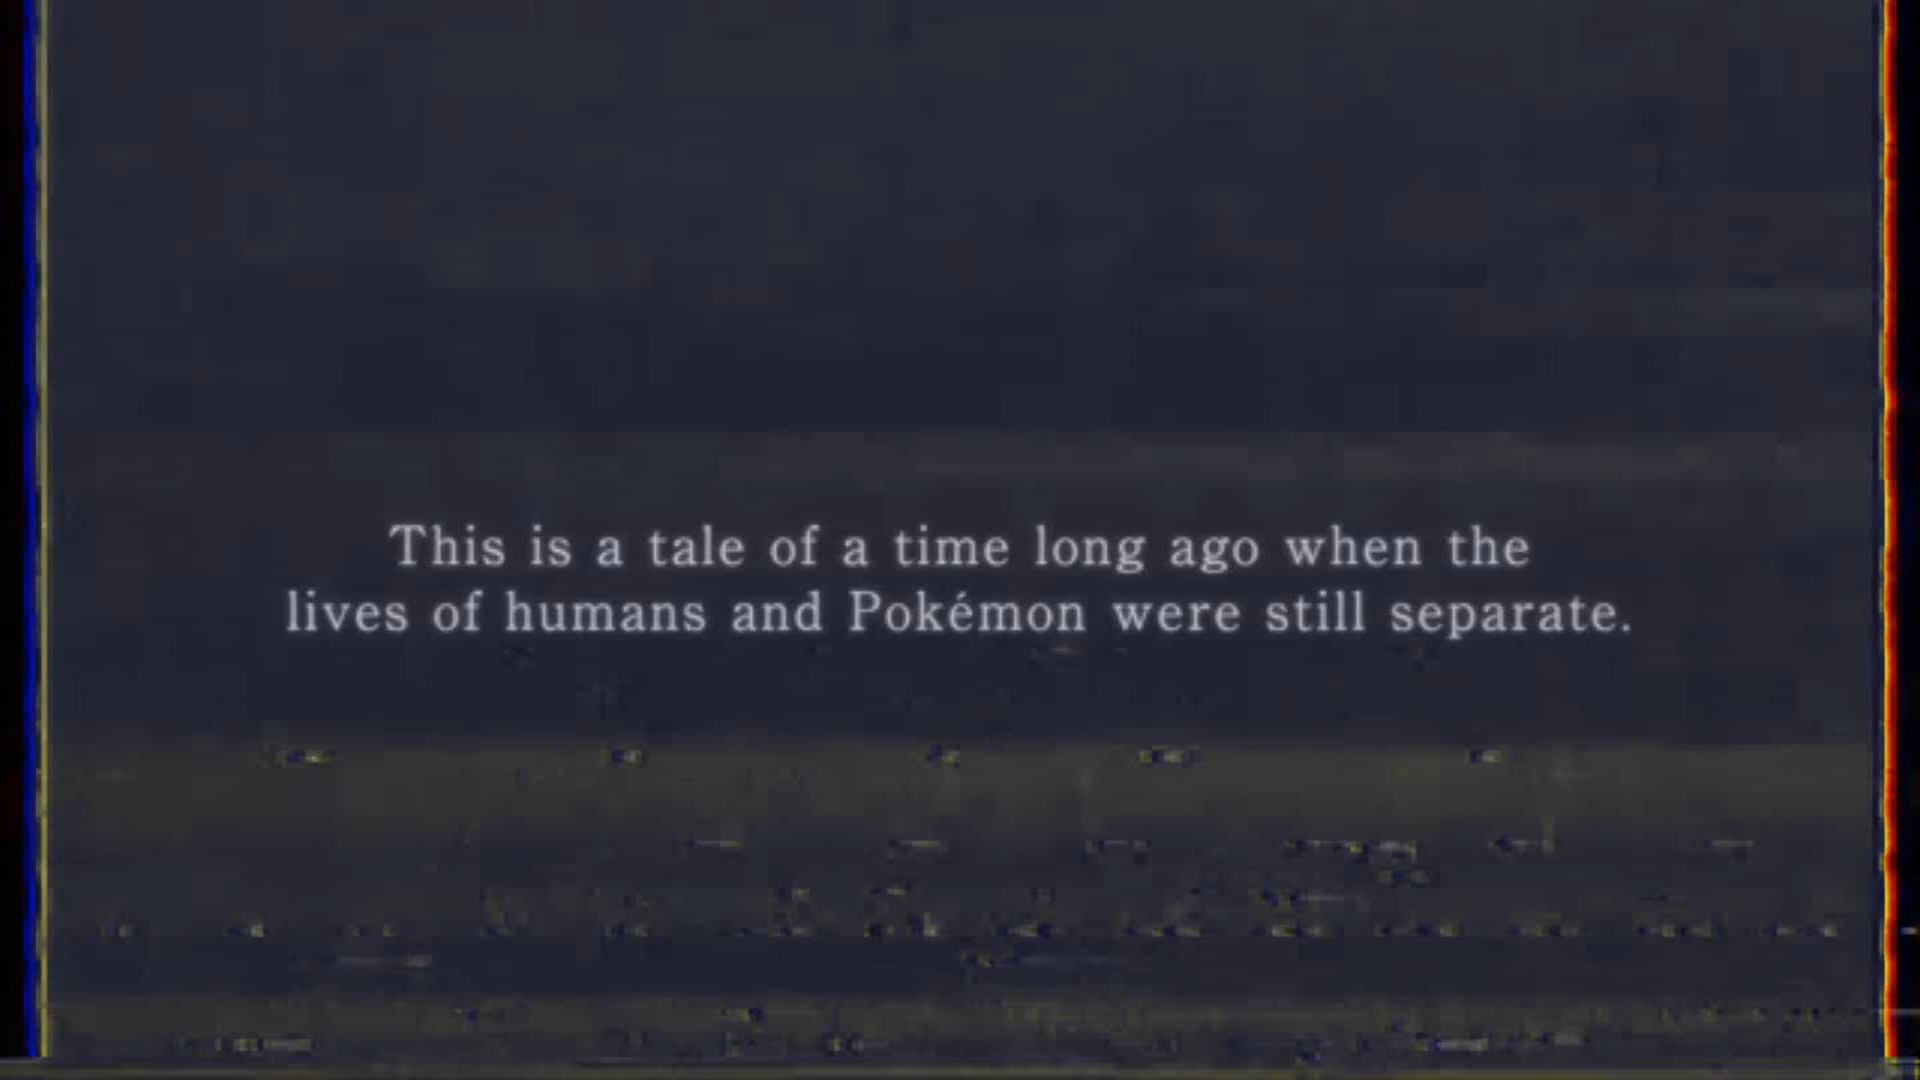 This is a tale of a time long ago when the
lives of humans and Pokémon were still separate.